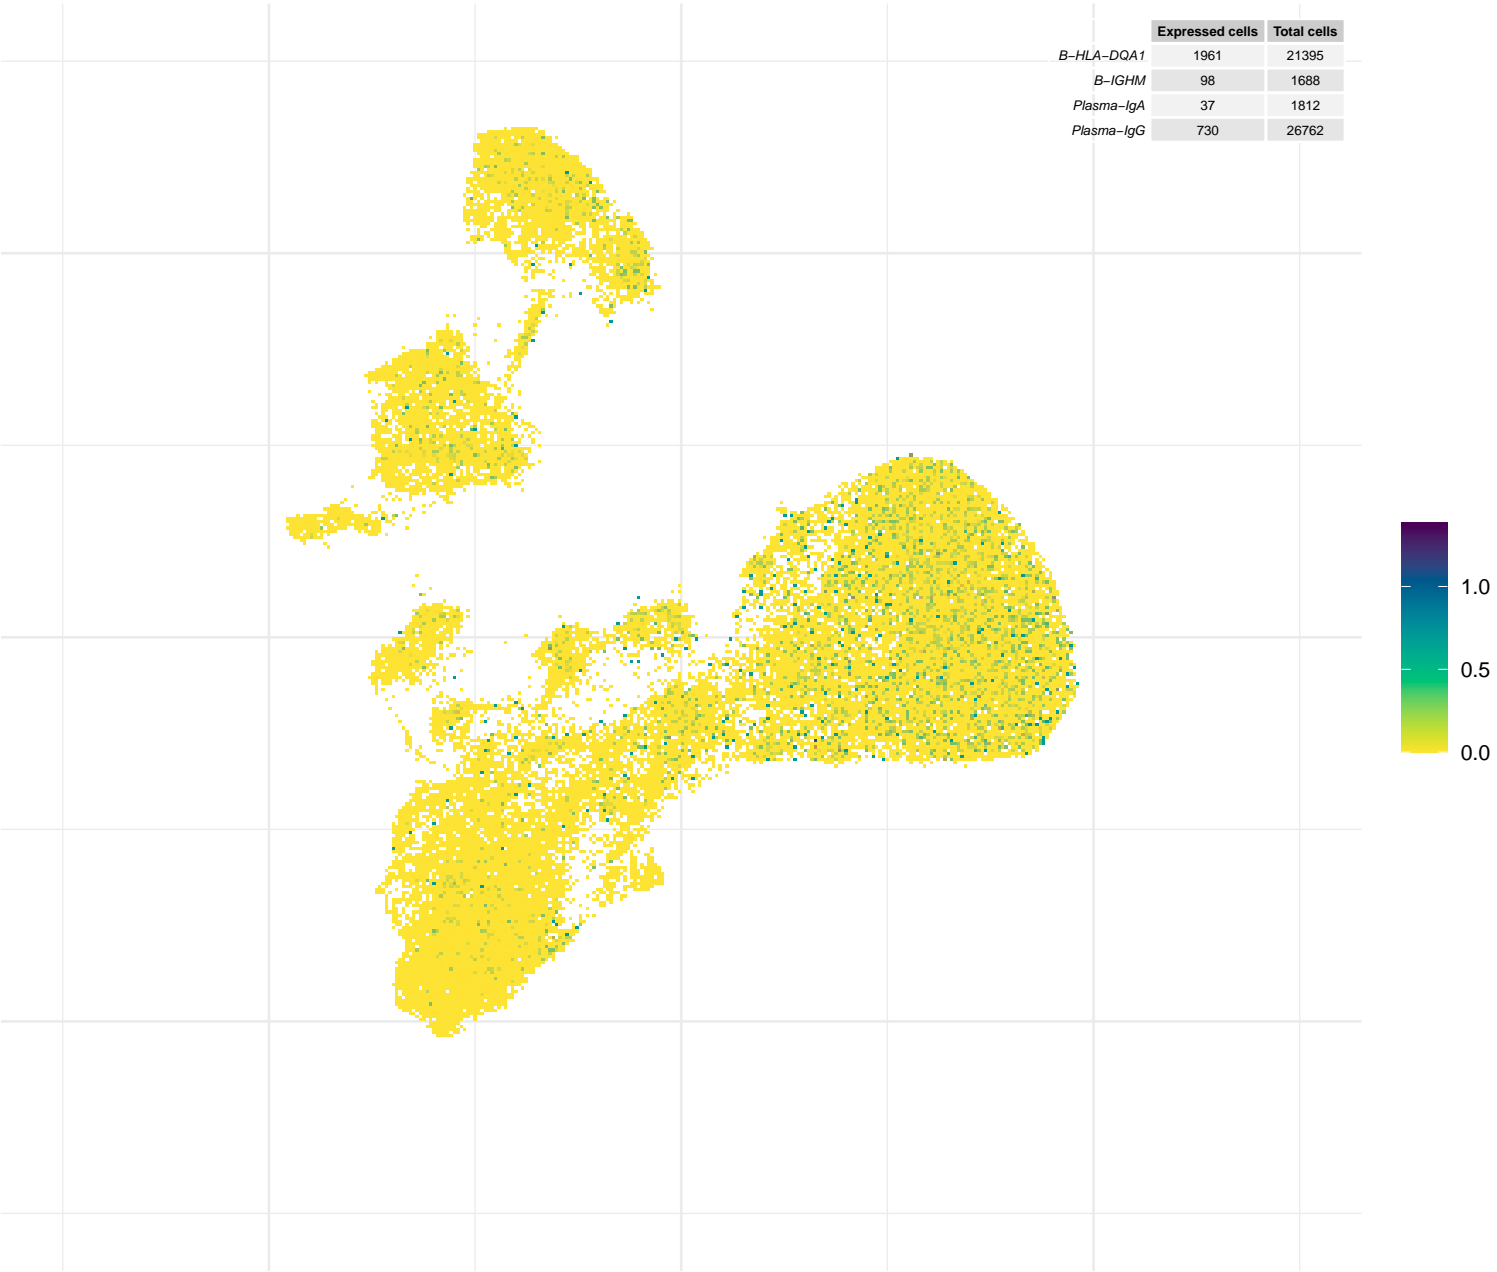 Expressed cells Total cells
B−HLA−DQA1 1961 21395
B−IGHM 98 1688
Plasma−IgA 37 1812
Plasma−IgG 730 26762
1.0
0.5
0.0